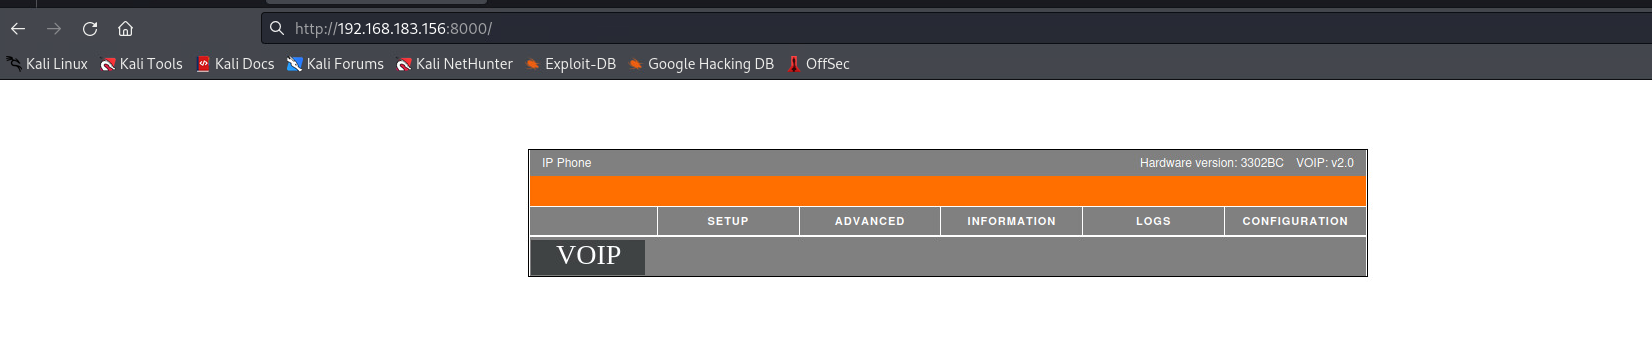 http://192.168.183.156:8000/
Kali Linux Kali Tools Kali Docs Kali Forums Kali NetHunter Exploit-DB Google Hacking DB OffSec
IP Phone Hardware version: 3302BC VOIP: v2.0
SETUP ADVANCED INFORMATION LOGS CONFIGURATION
VOIP